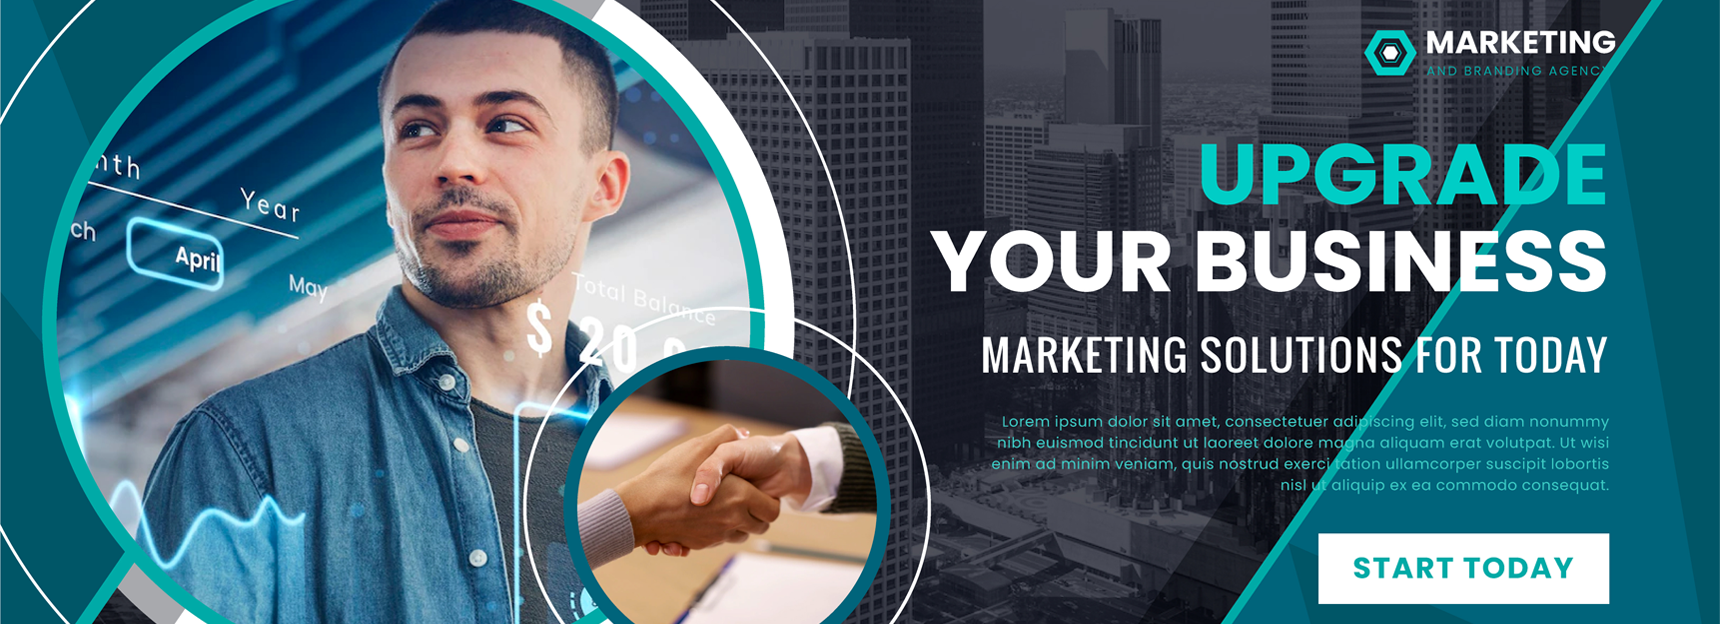 nth
Year
ch
April
May
Total Balance
$ 20
MARKETING
AND BRANDING AGENCY
UPGRADE
YOUR BUSINESS
MARKETING SOLUTIONS FOR TODAY
Lorem ipsum dolor sit amet, consectetuer adipiscing elit, sed diam nonummy
nibh euismod tincidunt ut laoreet dolore magna aliquam erat volutpat. Ut wisi
enim ad minim veniam, quis nostrud exerci tation ullamcorper suscipit lobortis
nisl ut aliquip ex ea commodo consequat.
START TODAY